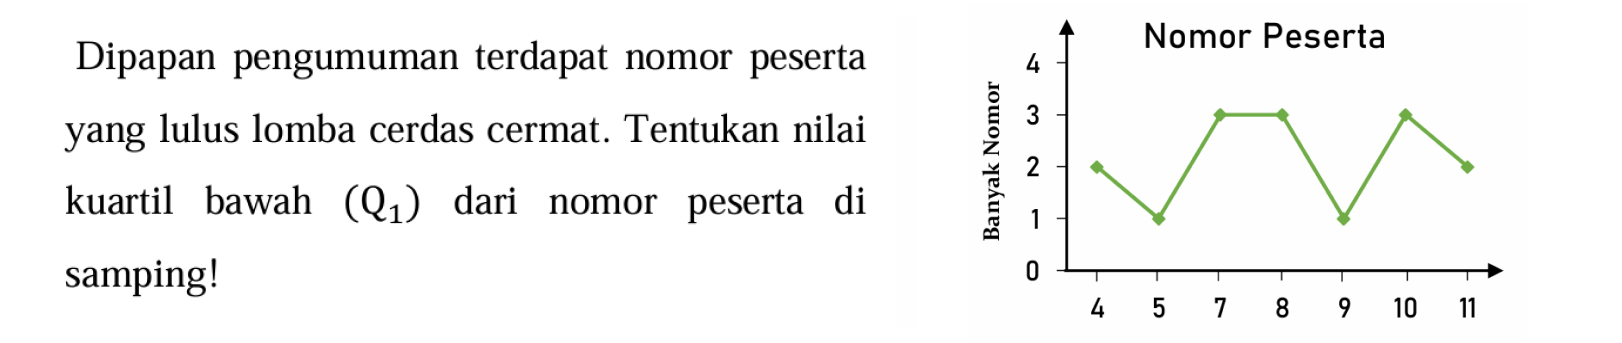 Dipapan pengumuman terdapat nomor peserta
yang lulus lomba cerdas cermat. Tentukan nilai
kuartil bawah (Q₁) dari nomor peserta di
samping!
Nomor Peserta
Banyak Nomor
4
3
2
1
0
4 5 7 8 9 10 11